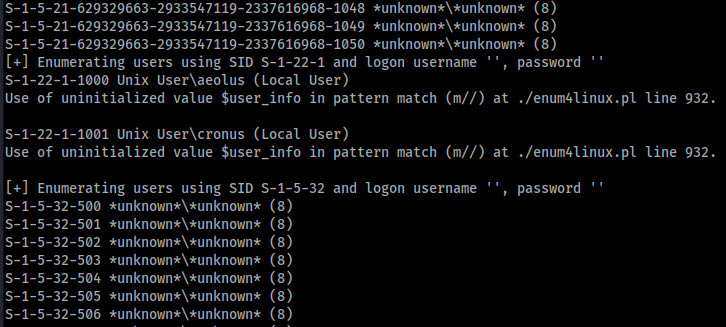 S-1-5-21-629329663-2933547119-2337616968-1048 *unknown*\*unknown* (8)
S-1-5-21-629329663-2933547119-2337616968-1049 *unknown*\*unknown* (8)
S-1-5-21-629329663-2933547119-2337616968-1050 *unknown*\*unknown* (8)
[+] Enumerating users using SID S-1-22-1 and logon username '', password ''
S-1-22-1-1000 Unix User\aeolus (Local User)
Use of uninitialized value $user_info in pattern match (m//) at ./enum4linux.pl line 932.
S-1-22-1-1001 Unix User\cronus (Local User)
Use of uninitialized value $user_info in pattern match (m//) at ./enum4linux.pl line 932.
[+] Enumerating users using SID S-1-5-32 and logon username '', password ''
S-1-5-32-500 *unknown*\*unknown* (8)
S-1-5-32-501 *unknown*\*unknown* (8)
S-1-5-32-502 *unknown*\*unknown* (8)
S-1-5-32-503 *unknown*\*unknown* (8)
S-1-5-32-504 *unknown*\*unknown* (8)
S-1-5-32-505 *unknown*\*unknown* (8)
S-1-5-32-506 *unknown*\*unknown* (8)